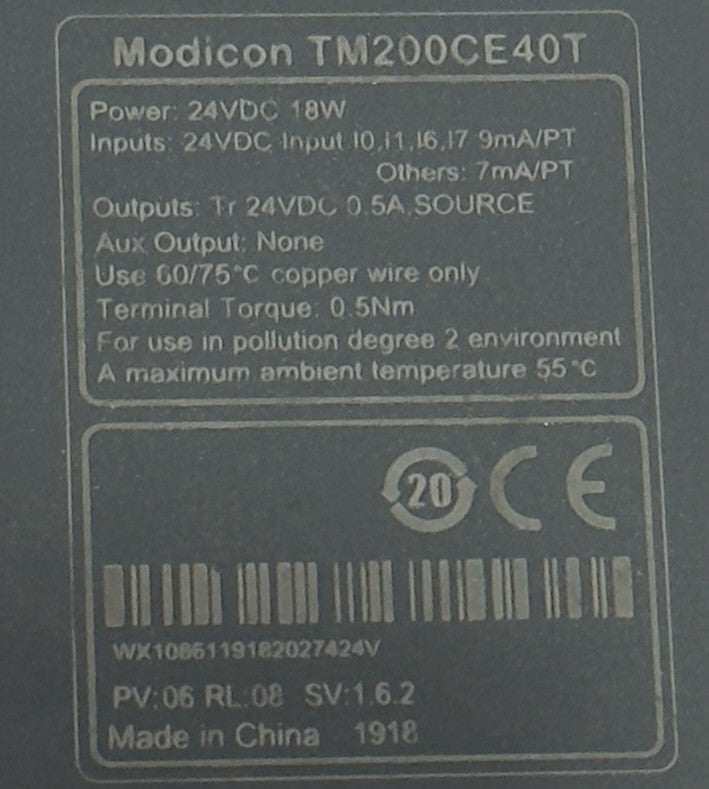 Modicon TM200CE40T
Power: 24VDC 18W
Inputs: 24VDC Input I0,I1,I6,I7 9mA/PT
Others: 7mA/PT
Outputs: Tr 24VDC 0.5A,SOURCE
Aux Output: None
Use 60/75°C copper wire only
Terminal Torque: 0.5Nm
For use in pollution degree 2 environment
A maximum ambient temperature 55°C
20 CE
WX1086119182027424V
PV:06 RL:08 SV:1.6.2
Made in China 1918